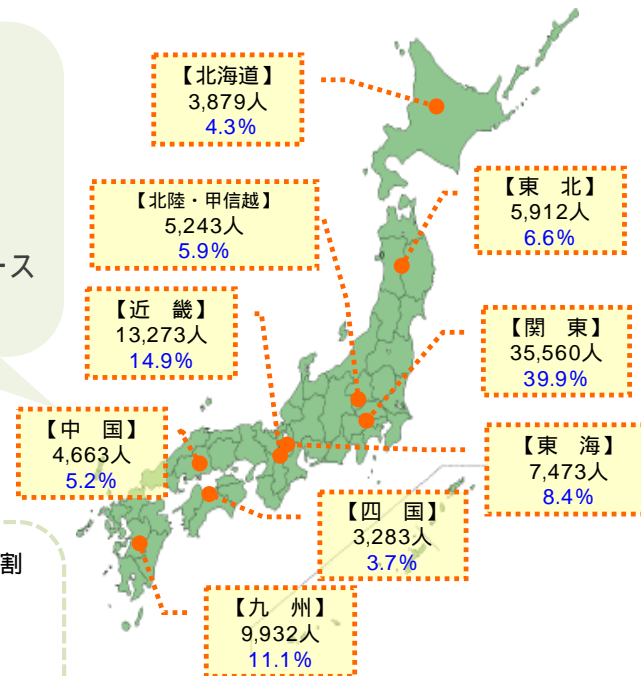 【北海道】
3,879人
4.3%
【北陸・甲信越】
5,243人
5.9%
【東 北】
5,912人
6.6%
ース
【近 畿】
13,273人
14.9%
【関 東】
35,560人
39.9%
【中 国】
4,663人
5.2%
【東 海】
7,473人
8.4%
【四 国】
3,283人
3.7%
割
【九 州】
9,932人
11.1%